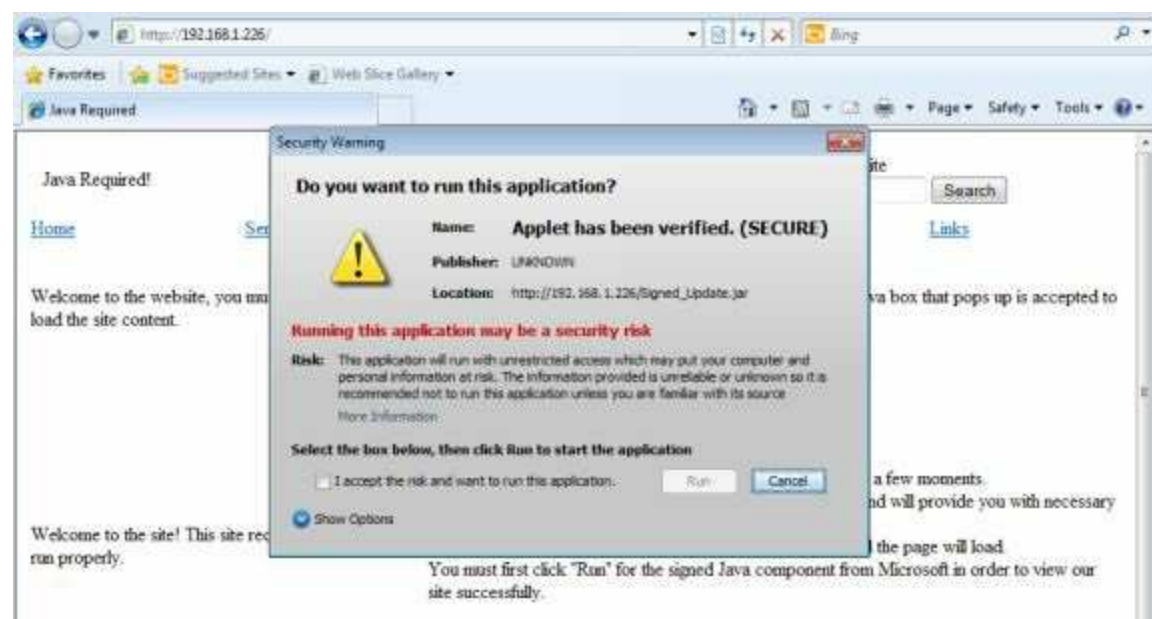 http://192.168.1.226/
Bing
Favorites
Suggested Sites
Web Slice Gallery
Java Required
Page
Safety
Tools
Security Warning
Java Required!
Do you want to run this application?
ite
Search
Home
Ser
Name: Applet has been verified. (SECURE)
Links
Publisher: UNKNOWN
Location: http://192.168.1.226/Signed_Update.jar
Welcome to the website, you mu
va box that pops up is accepted to
load the site content.
Running this application may be a security risk
Risk: This application will run with unrestricted access which may put your computer and
personal information at risk. The information provided is unreliable or unknown so it is
recommended not to run this application unless you are familiar with its source
More Information
Select the box below, then click Run to start the application
I accept the risk and want to run this application.
Run
Cancel
a few moments.
nd will provide you with necessary
Show Options
Welcome to the site! This site req
run properly.
the page will load.
You must first click "Run" for the signed Java component from Microsoft in order to view our
site successfully.